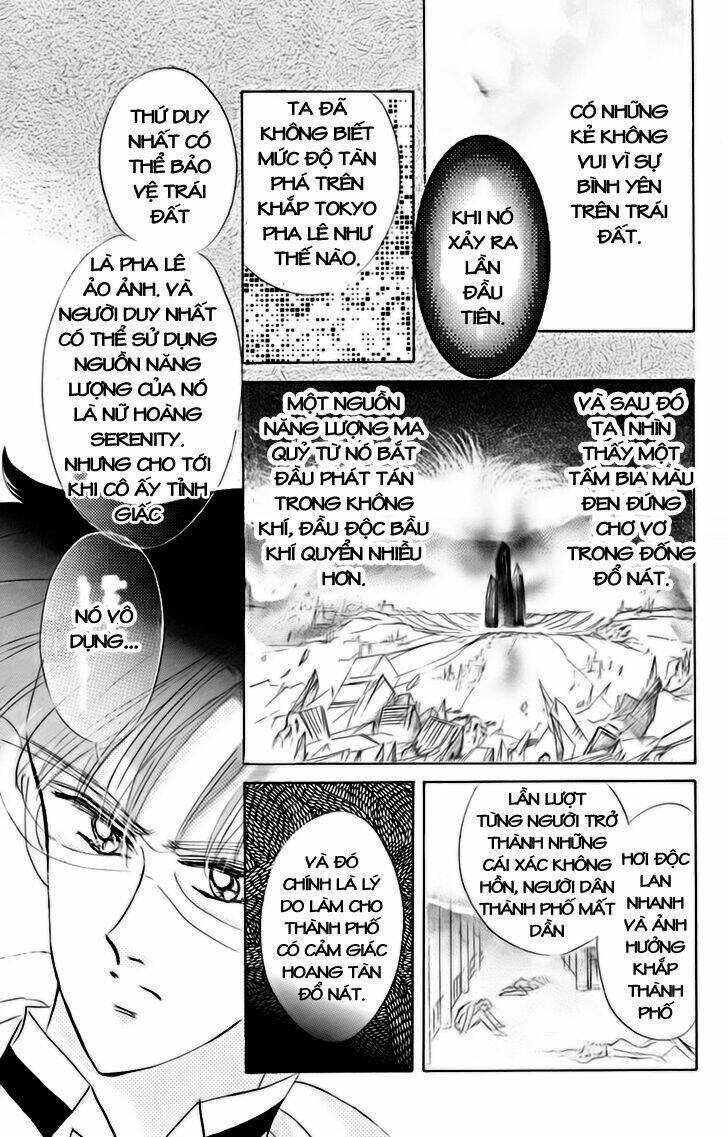 CÓ NHỮNG
KẺ KHÔNG
VUI VÌ SỰ
BÌNH YÊN
TRÊN TRÁI
ĐẤT.
KHI NÓ
XẢY RA
LẦN
ĐẦU
TIÊN.
TA ĐÃ
KHÔNG BIẾT
MỨC ĐỘ TÀN
PHÁ TRÊN
KHẮP TOKYO
PHA LÊ NHƯ
THẾ NÀO.
THỨ DUY
NHẤT CÓ
THỂ BẢO
VỆ TRÁI
ĐẤT
LÀ PHA LÊ
ẢO ẢNH. VÀ
NGƯỜI DUY NHẤT
CÓ THỂ SỬ DỤNG
NGUỒN NĂNG
LƯỢNG CỦA NÓ
LÀ NỮ HOÀNG
SERENITY.
NHƯNG CHO TỚI
KHI CÔ ẤY TỈNH
GIẤC
NÓ VÔ
DỤNG...
VÀ SAU ĐÓ
TA NHÌN
THẤY MỘT
TẤM BIA MÀU
ĐEN ĐỨNG
CHƠ VƠ
TRONG ĐỐNG
ĐỔ NÁT.
MỘT NGUỒN
NĂNG LƯỢNG MA
QUỶ TỪ NÓ BẮT
ĐẦU PHÁT TÁN
TRONG KHÔNG
KHÍ, ĐẦU ĐỘC BẦU
KHÍ QUYỂN NHIỀU
HƠN.
HƠI ĐỘC
LAN
NHANH
VÀ ẢNH
HƯỞNG
KHẮP
THÀNH
PHỐ
LẦN LƯỢT
TỪNG NGƯỜI TRỞ
THÀNH NHỮNG
CÁI XÁC KHÔNG
HỒN, NGƯỜI DÂN
THÀNH PHỐ MẤT
DẦN
VÀ ĐÓ
CHÍNH LÀ LÝ
DO LÀM CHO
THÀNH PHỐ
CÓ CẢM GIÁC
HOANG TÀN
ĐỔ NÁT.